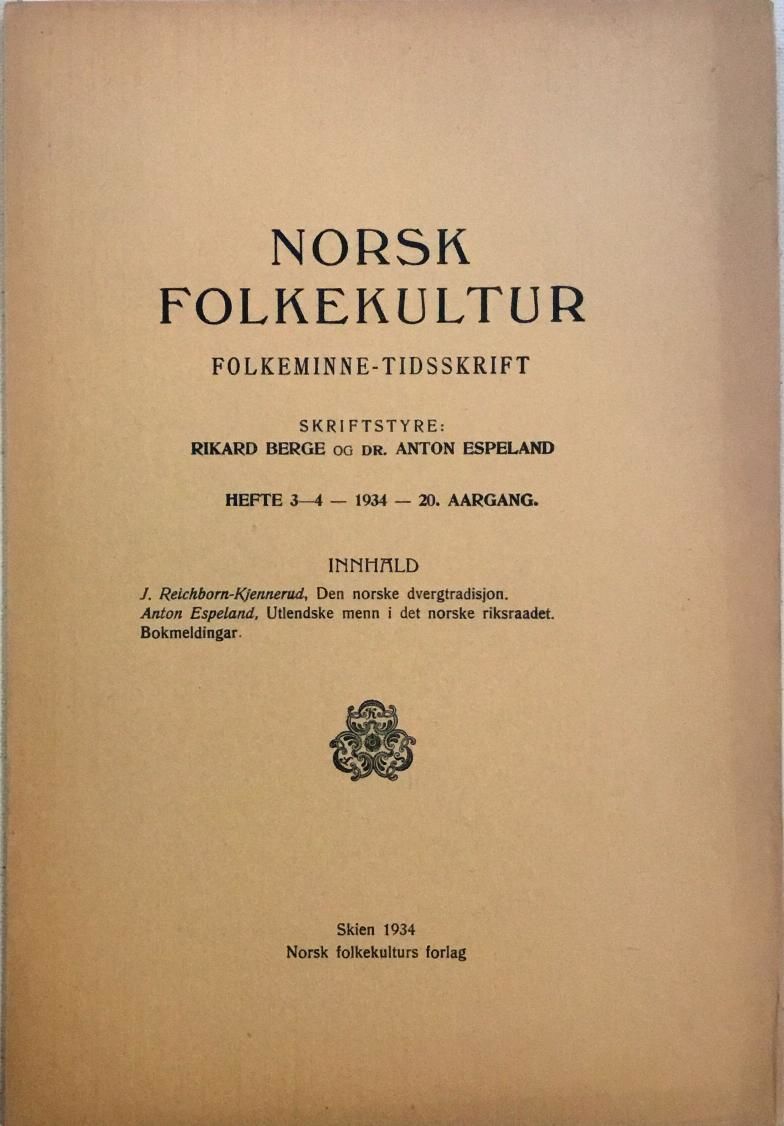 NORSK
FOLKEKULTUR
FOLKEMINNE-TIDSSKRIFT
SKRIFTSTYRE:
RIKARD BERGE OG DR. ANTON ESPELAND
HEFTE 3—4 — 1934 — 20. AARGANG.
INNHALD
J. Reichborn-Kjennerud, Den norske dvergtradisjon.
Anton Espeland, Utlendske menn i det norske riksraadet.
Bokmeldingar.
Skien 1934
Norsk folkekulturs forlag